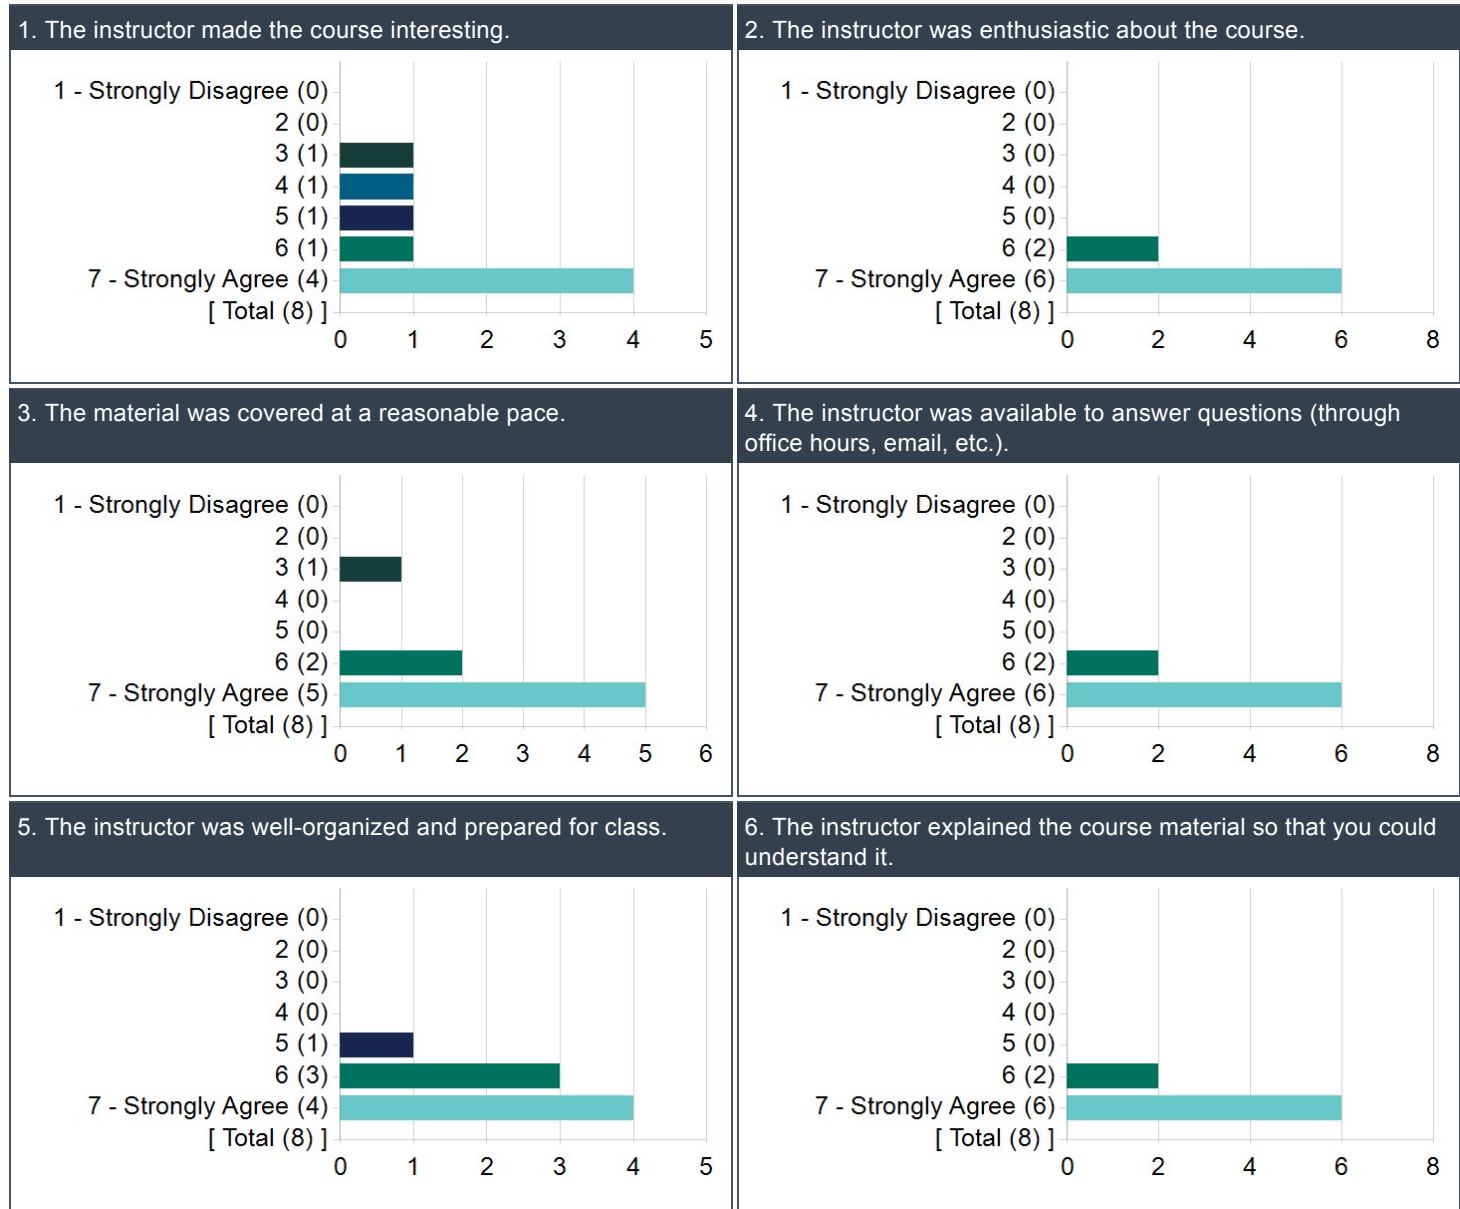 1. The instructor made the course interesting.
1 - Strongly Disagree (0)
2 (0)
3 (1)
4 (1)
5 (1)
6 (1)
7 - Strongly Agree (4)
[ Total (8) ]
0 1 2 3 4 5
2. The instructor was enthusiastic about the course.
1 - Strongly Disagree (0)
2 (0)
3 (0)
4 (0)
5 (0)
6 (2)
7 - Strongly Agree (6)
[ Total (8) ]
0 2 4 6 8
3. The material was covered at a reasonable pace.
1 - Strongly Disagree (0)
2 (0)
3 (1)
4 (0)
5 (0)
6 (2)
7 - Strongly Agree (5)
[ Total (8) ]
0 1 2 3 4 5 6
4. The instructor was available to answer questions (through
office hours, email, etc.).
1 - Strongly Disagree (0)
2 (0)
3 (0)
4 (0)
5 (0)
6 (2)
7 - Strongly Agree (6)
[ Total (8) ]
0 2 4 6 8
5. The instructor was well-organized and prepared for class.
1 - Strongly Disagree (0)
2 (0)
3 (0)
4 (0)
5 (1)
6 (3)
7 - Strongly Agree (4)
[ Total (8) ]
0 1 2 3 4 5
6. The instructor explained the course material so that you could
understand it.
1 - Strongly Disagree (0)
2 (0)
3 (0)
4 (0)
5 (0)
6 (2)
7 - Strongly Agree (6)
[ Total (8) ]
0 2 4 6 8